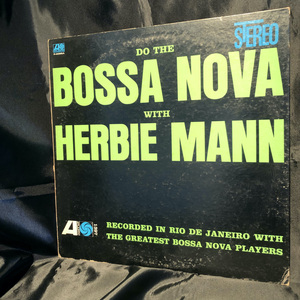 STEREO
DO THE
BOSSA NOVA
WITH
HERBIE MANN
RECORDED IN RIO DE JANEIRO WITH
THE GREATEST BOSSA NOVA PLAYERS